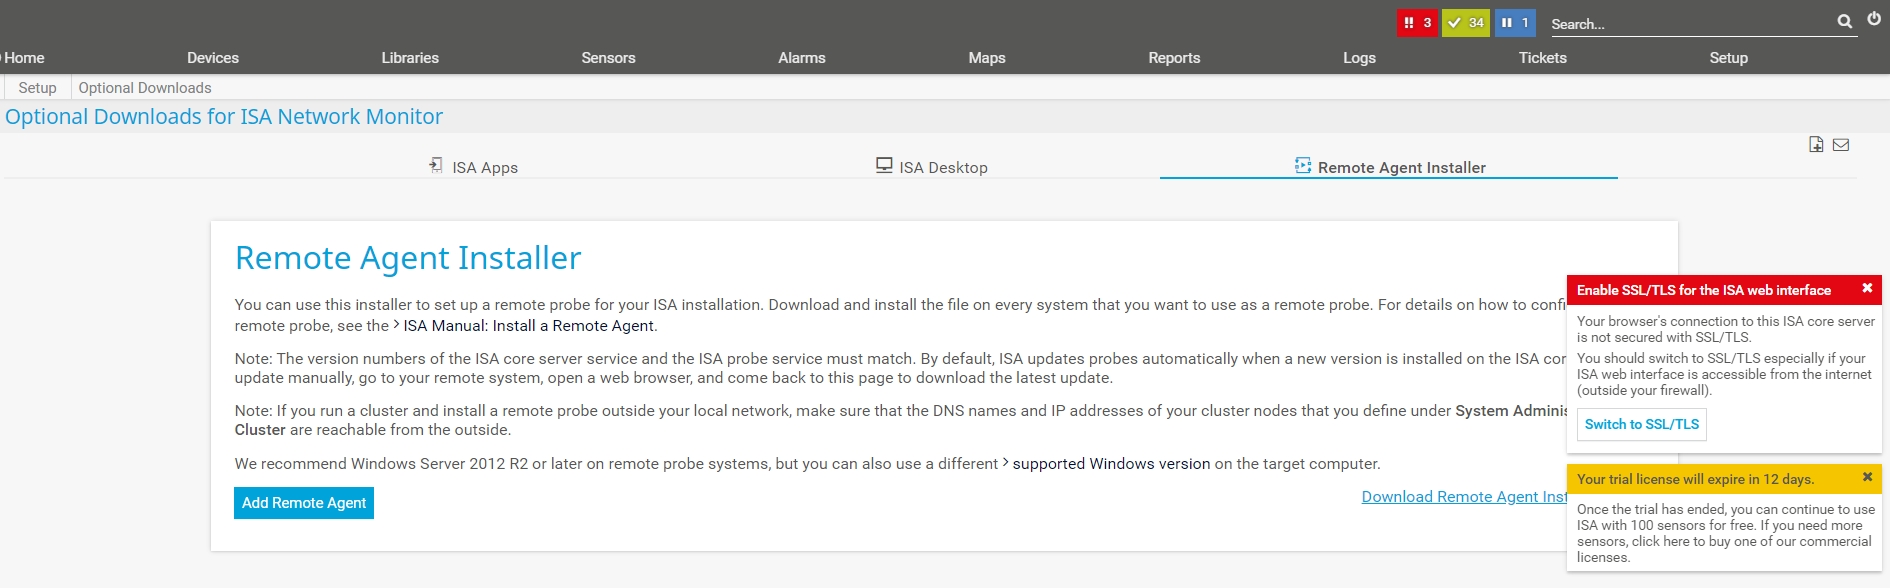 3 34 1 Search...
Home Devices Libraries Sensors Alarms Maps Reports Logs Tickets Setup
Setup Optional Downloads
Optional Downloads for ISA Network Monitor
ISA Apps ISA Desktop Remote Agent Installer
Remote Agent Installer
You can use this installer to set up a remote probe for your ISA installation. Download and install the file on every system that you want to use as a remote probe. For details on how to
remote probe, see the > ISA Manual: Install a Remote Agent.
Note: The version numbers of the ISA core server service and the ISA probe service must match. By default, ISA updates probes automatically when a new version is installed on the ISA
update manually, go to your remote system, open a web browser, and come back to this page to download the latest update.
Note: If you run a cluster and install a remote probe outside your local network, make sure that the DNS names and IP addresses of your cluster nodes that you define under System
Cluster are reachable from the outside.
We recommend Windows Server 2012 R2 or later on remote probe systems, but you can also use a different > supported Windows version on the target computer.
Add Remote Agent
Download Remote Agent
Enable SSL/TLS for the ISA web interface
Your browser's connection to this ISA core server
is not secured with SSL/TLS.
You should switch to SSL/TLS especially if your
ISA web interface is accessible from the internet
(outside your firewall).
Switch to SSL/TLS
Your trial license will expire in 12 days.
Once the trial has ended, you can continue to use
ISA with 100 sensors for free. If you need more
sensors, click here to buy one of our commercial
licenses.